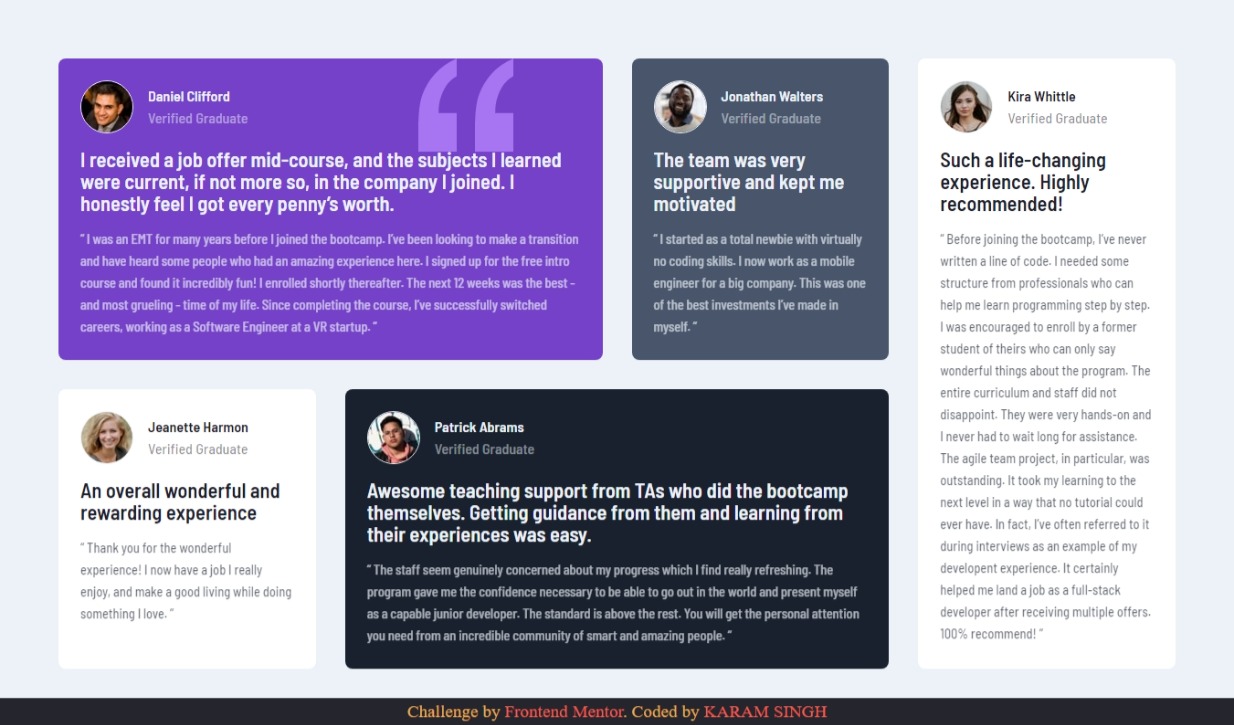 Daniel Clifford
Verified Graduate
I received a job offer mid-course, and the subjects I learned
were current, if not more so, in the company I joined. I
honestly feel I got every penny’s worth.
“ I was an EMT for many years before I joined the bootcamp. I’ve been looking to make a transition
and have heard some people who had an amazing experience here. I signed up for the free intro
course and found it incredibly fun! I enrolled shortly thereafter. The next 12 weeks was the best –
and most grueling – time of my life. Since completing the course, I’ve successfully switched
careers, working as a Software Engineer at a VR startup. ”
Jonathan Walters
Verified Graduate
The team was very
supportive and kept me
motivated
“ I started as a total newbie with virtually
no coding skills. I now work as a mobile
engineer for a big company. This was one
of the best investments I’ve made in
myself. ”
Kira Whittle
Verified Graduate
Such a life-changing
experience. Highly
recommended!
“ Before joining the bootcamp, I’ve never
written a line of code. I needed some
structure from professionals who can
help me learn programming step by step.
I was encouraged to enroll by a former
student of theirs who can only say
wonderful things about the program. The
entire curriculum and staff did not
disappoint. They were very hands-on and
I never had to wait long for assistance.
The agile team project, in particular, was
outstanding. It took my learning to the
next level in a way that no tutorial could
ever have. In fact, I’ve often referred to it
during interviews as an example of my
developent experience. It certainly
helped me land a job as a full-stack
developer after receiving multiple offers.
100% recommend! ”
Jeanette Harmon
Verified Graduate
An overall wonderful and
rewarding experience
“ Thank you for the wonderful
experience! I now have a job I really
enjoy, and make a good living while doing
something I love. ”
Patrick Abrams
Verified Graduate
Awesome teaching support from TAs who did the bootcamp
themselves. Getting guidance from them and learning from
their experiences was easy.
“ The staff seem genuinely concerned about my progress which I find really refreshing. The
program gave me the confidence necessary to be able to go out in the world and present myself
as a capable junior developer. The standard is above the rest. You will get the personal attention
you need from an incredible community of smart and amazing people. ”
Challenge by Frontend Mentor. Coded by KARAM SINGH